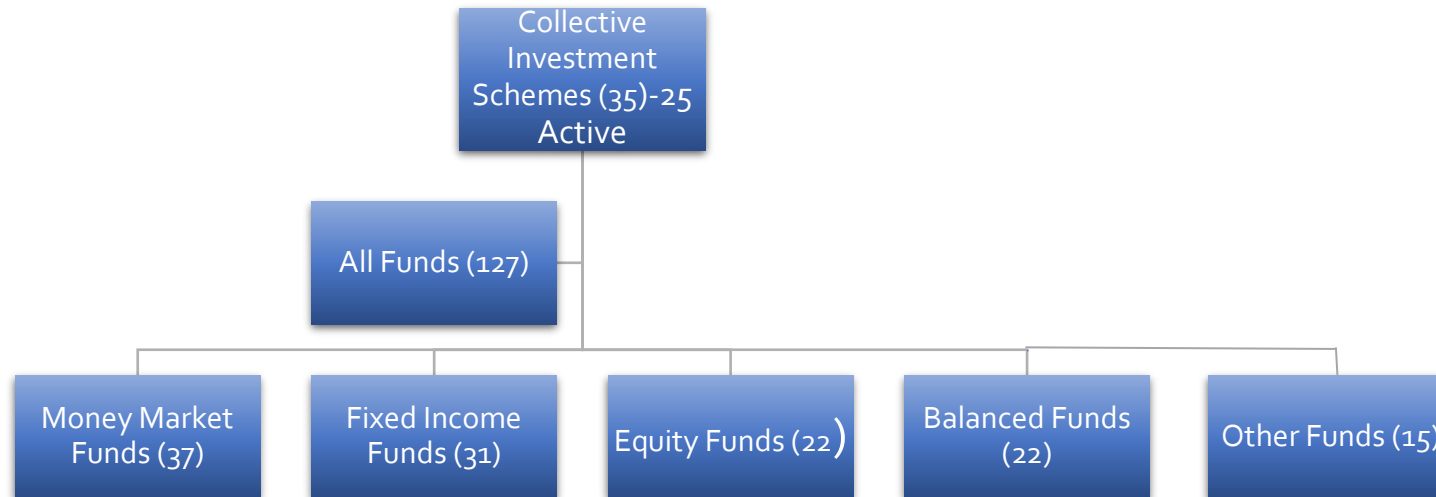 Collective
Investment
Schemes (35)-25
Active
All Funds (127)
Money Market
Funds (37)
Fixed Income
Funds (31)
Equity Funds (22)
Balanced Funds
(22)
Other Funds (15)